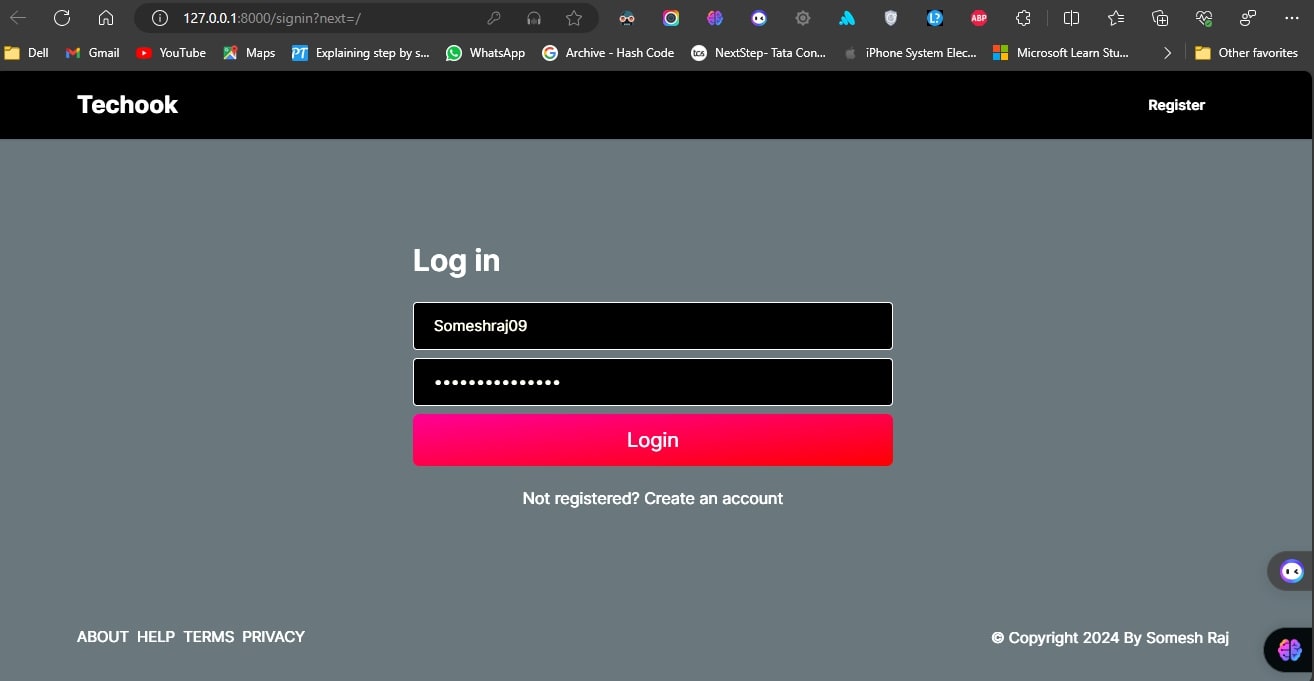 127.0.0.1:8000/signin?next=/
ABP
Dell Gmail YouTube Maps PT Explaining step by s... WhatsApp Archive - Hash Code tcs NextStep- Tata Con... iPhone System Elec... Microsoft Learn Stu... Other favorites
Techook Register
Log in
Someshraj09
•••••••••••••••
Login
Not registered? Create an account
ABOUT HELP TERMS PRIVACY © Copyright 2024 By Somesh Raj